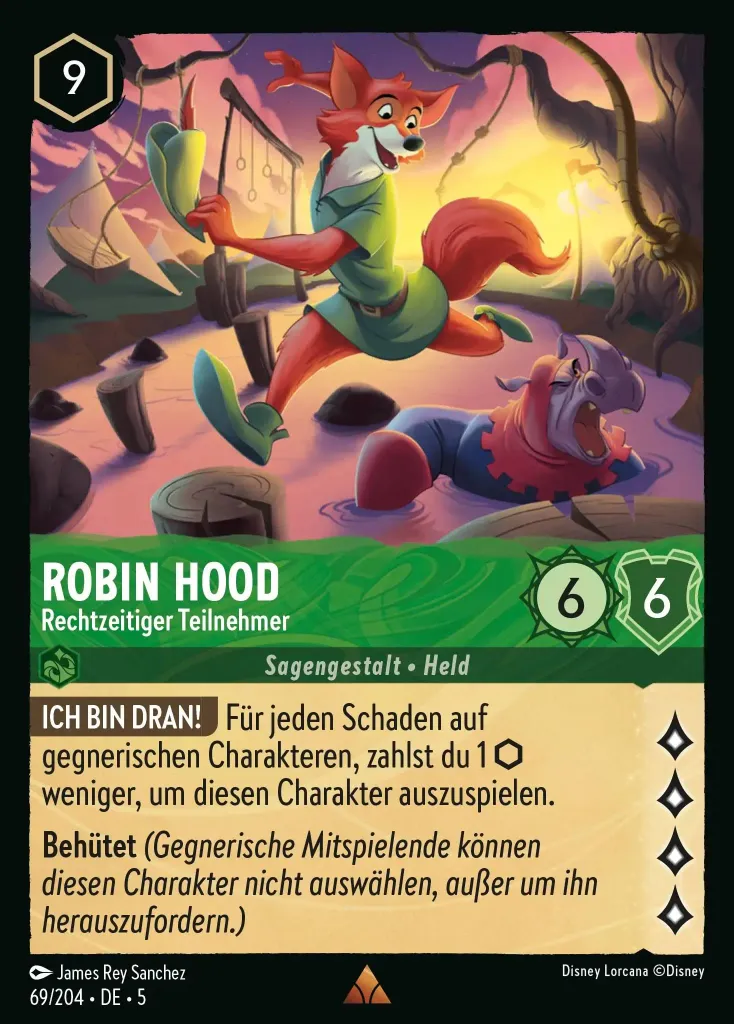 9
ROBIN HOOD
Rechtzeitiger Teilnehmer
6
6
Sagengestalt • Held
ICH BIN DRAN! Für jeden Schaden auf
gegnerischen Charakteren, zahlst du 1 ⬡
weniger, um diesen Charakter auszuspielen.
Behütet (Gegnerische Mitspielende können
diesen Charakter nicht auswählen, außer um ihn
herauszufordern.)
James Rey Sanchez
Disney Lorcana ©Disney
69/204 • DE • 5